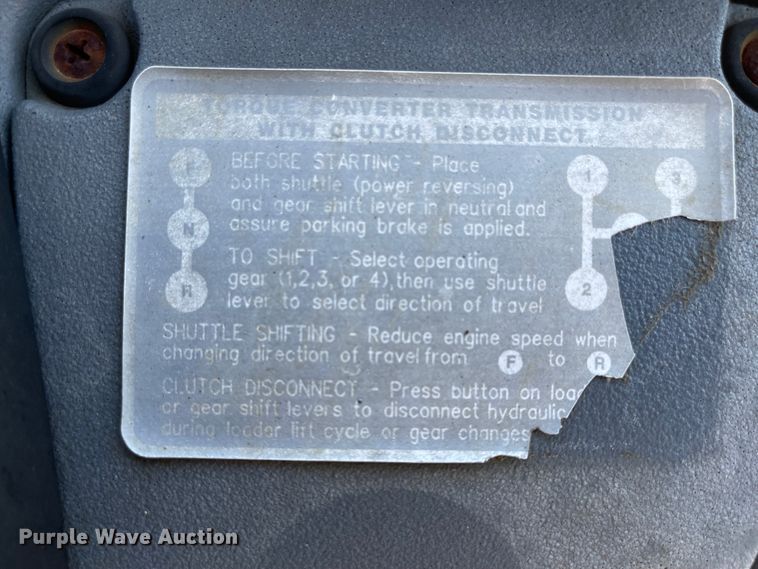 TORQUE CONVERTER TRANSMISSION
WITH CLUTCH DISCONNECT
BEFORE STARTING - Place
both shuttle (power reversing)
and gear shift lever in neutral and
assure parking brake is applied.
F
N
R
1
3
2
TO SHIFT - Select operating
gear (1,2,3, or 4), then use shuttle
lever to select direction of travel
SHUTTLE SHIFTING - Reduce engine speed when
changing direction of travel from F to R
CLUTCH DISCONNECT - Press button on
or gear shift levers to disconnect hydraulic
during loader lift cycle or gear changes
Purple Wave Auction